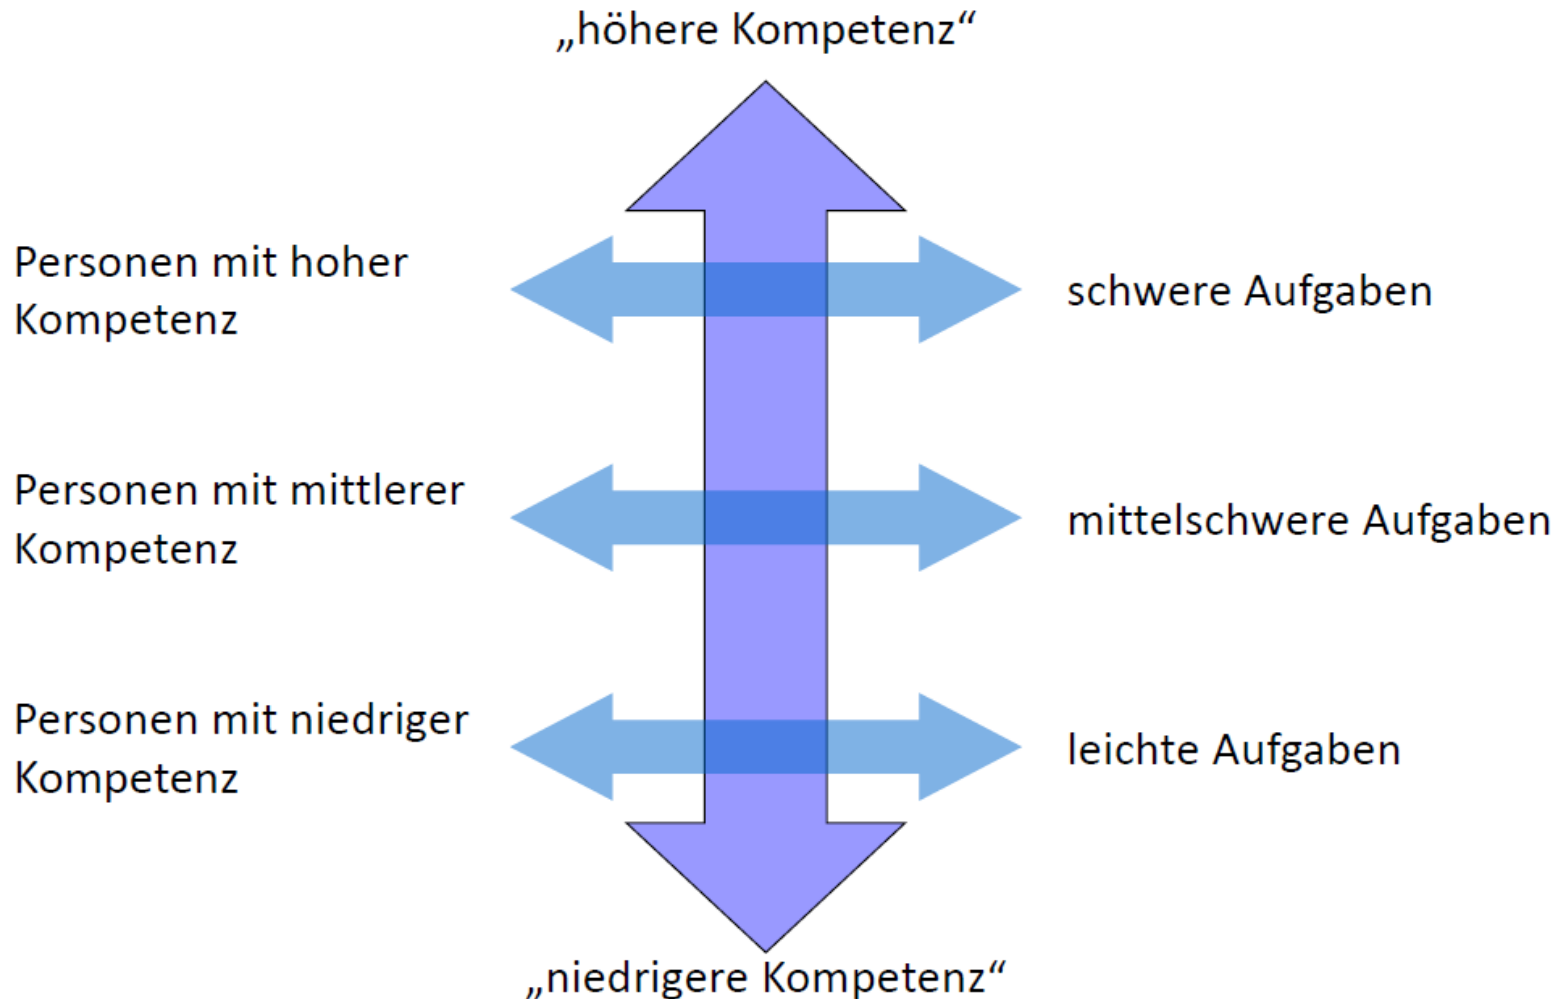 „höhere Kompetenz“
Personen mit hoher
Kompetenz
schwere Aufgaben
Personen mit mittlerer
Kompetenz
mittelschwere Aufgaben
Personen mit niedriger
Kompetenz
leichte Aufgaben
„niedrigere Kompetenz“